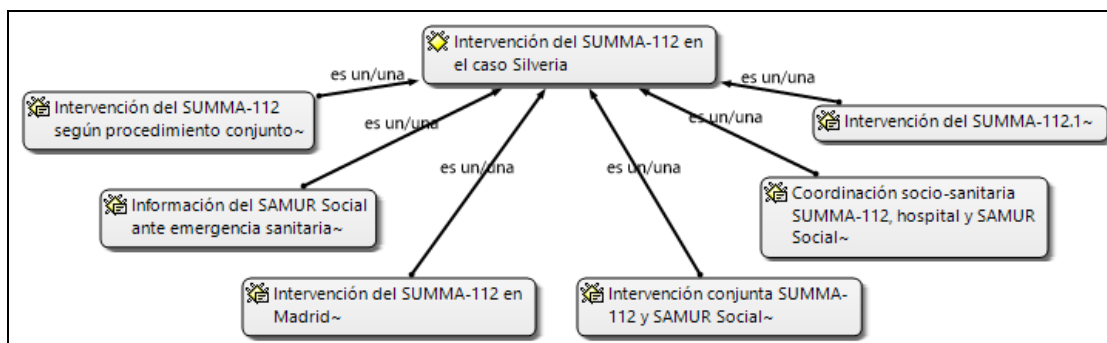 Intervención del SUMMA-112 en
el caso Silveria
es un/una
es un/una
Intervención del SUMMA-112
según procedimiento conjunto~
es un/una
es un/una
Intervención del SUMMA-112.1~
es un/una
es un/una
Información del SAMUR Social
ante emergencia sanitaria~
Coordinación socio-sanitaria
SUMMA-112, hospital y SAMUR
Social~
Intervención del SUMMA-112 en
Madrid~
Intervención conjunta SUMMA-
112 y SAMUR Social~